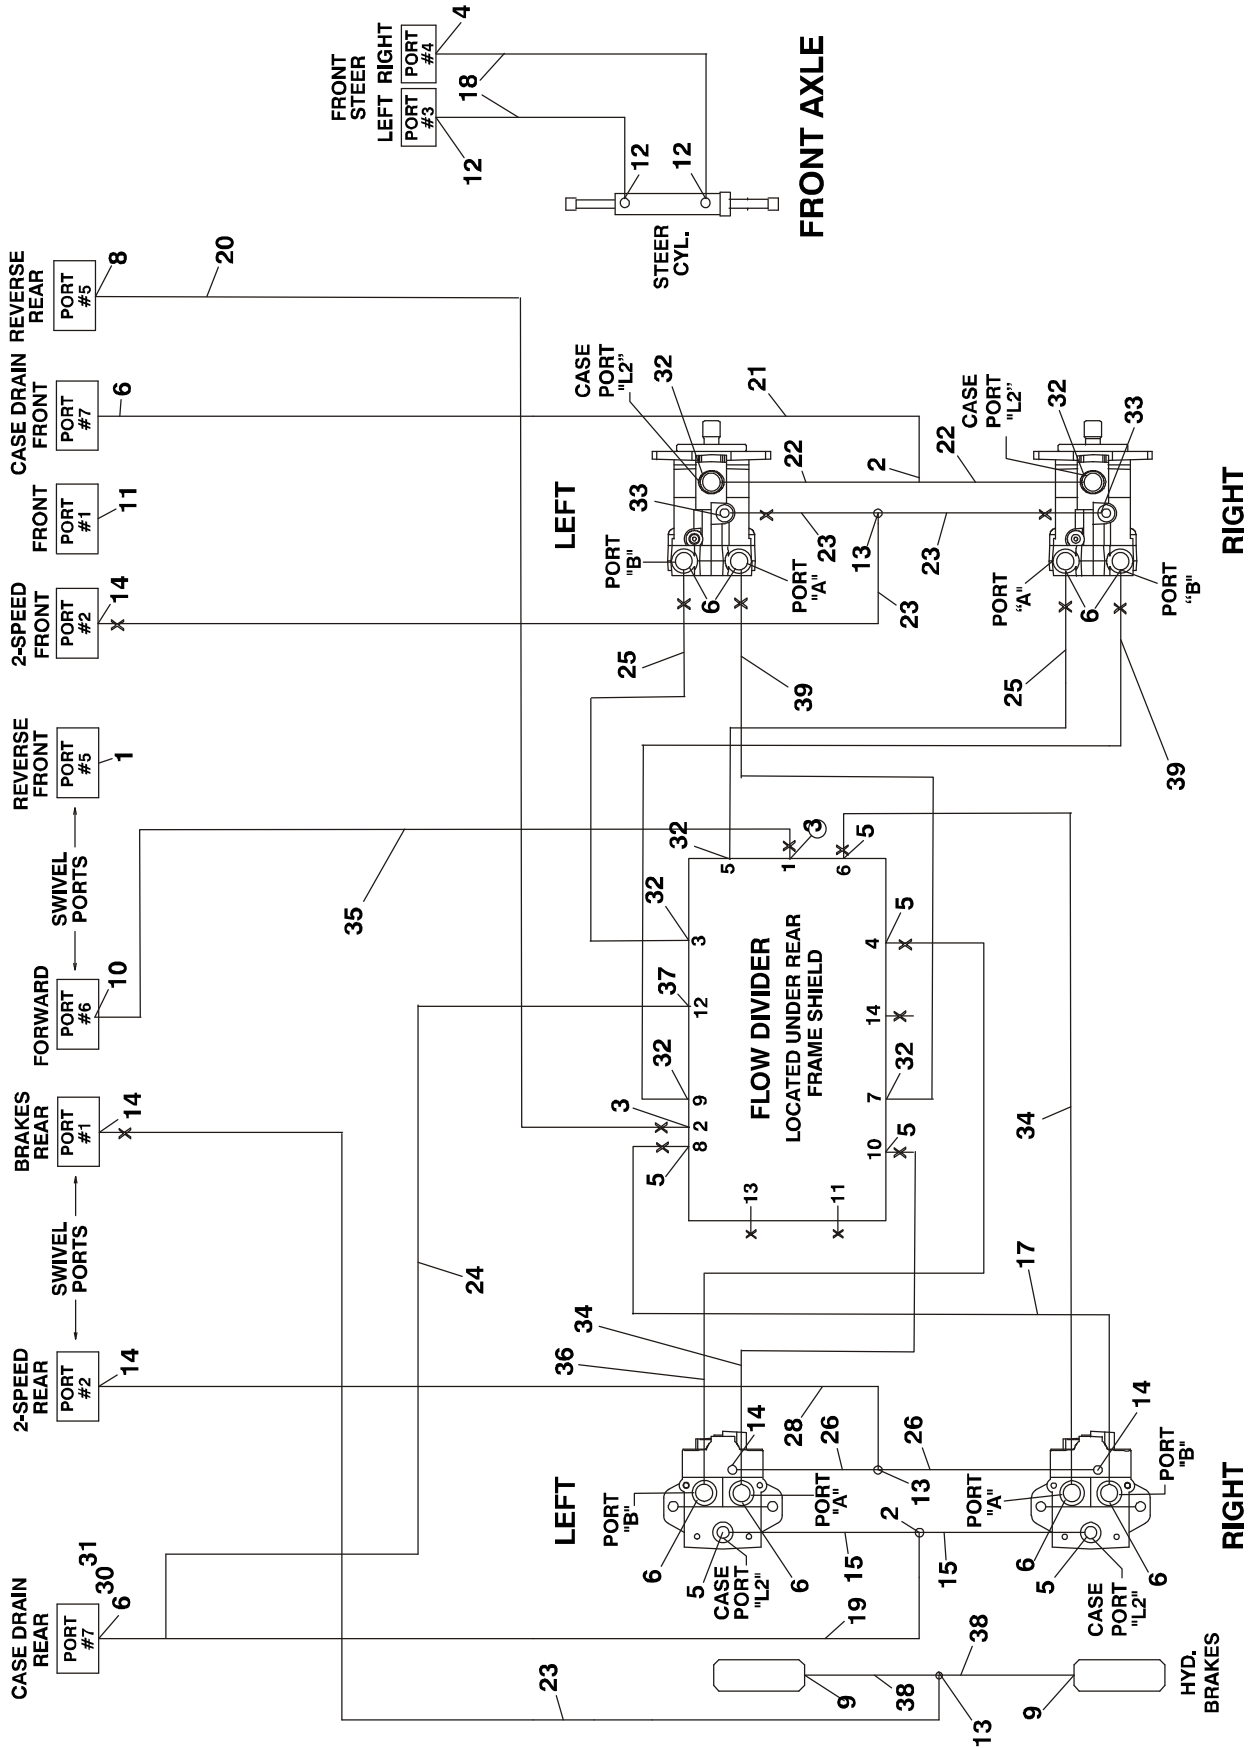 CASE DRAIN
REAR
PORT
#7
6
30
31
2-SPEED
REAR
PORT
#2
14
SWIVEL
PORTS
BRAKES
REAR
PORT
#1
14
FORWARD
PORT
#6
10
SWIVEL
PORTS
REVERSE
FRONT
PORT
#5
1
2-SPEED
FRONT
PORT
#2
14
FRONT
PORT
#1
11
CASE DRAIN
FRONT
PORT
#7
6
REVERSE
REAR
PORT
#5
8
20
FRONT
STEER
LEFT
RIGHT
PORT
#3
PORT
#4
4
12
18
12
12
STEER
CYL.
FRONT AXLE
35
24
23
36
34
28
17
34
19
LEFT
PORT
"B"
6
14
26
26
13
PORT
"A"
6
5
CASE
PORT
"L2"
15
2
15
PORT
"A"
6
5
CASE
PORT
"L2"
6
14
PORT
"B"
RIGHT
9
38
13
38
9
HYD.
BRAKES
FLOW DIVIDER
LOCATED UNDER REAR
FRAME SHIELD
13
11
5
8
3
2
32
9
37
12
32
3
32
5
1
3
6
5
10
5
7
32
14
4
5
25
39
25
39
LEFT
PORT
"B"
6
PORT
"A"
33
32
CASE
PORT
"L2"
21
22
2
22
23
13
23
23
CASE
PORT
"L2"
32
33
PORT
"A"
6
PORT
"B"
RIGHT